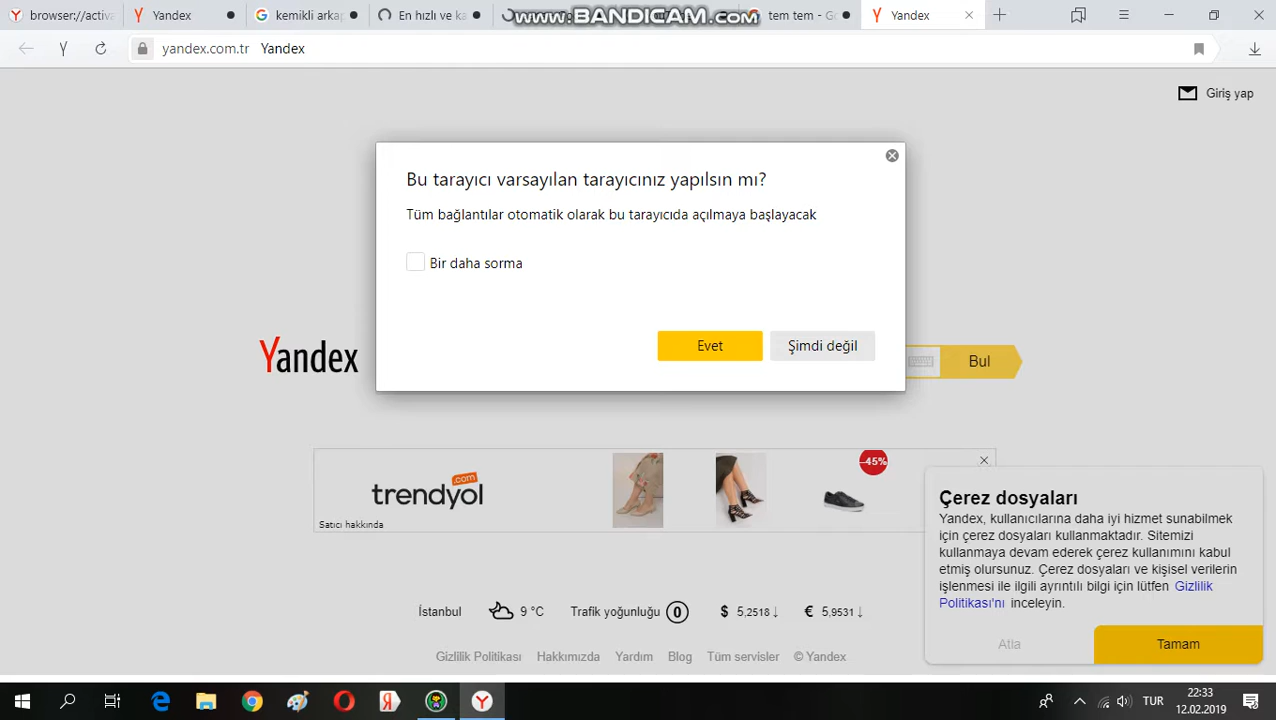 browser://activa
Yandex
kemikli arkap
En hızlı ve ka
www.BANDICAM.com
tem tem - Go
Yandex
yandex.com.tr Yandex
Giriş yap
Bu tarayıcı varsayılan tarayıcınız yapılsın mı?
Tüm bağlantılar otomatik olarak bu tarayıcıda açılmaya başlayacak
Bir daha sorma
Evet
Şimdi değil
Yandex
Bul
trendyol.com
-45%
Satıcı hakkında
Çerez dosyaları
Yandex, kullanıcılarına daha iyi hizmet sunabilmek
için çerez dosyaları kullanmaktadır. Sitemizi
kullanmaya devam ederek çerez kullanımını kabul
etmiş olursunuz. Çerez dosyaları ve kişisel verilerin
işlenmesi ile ilgili ayrıntılı bilgi için lütfen Gizlilik
Politikası'nı inceleyin.
Atla
Tamam
İstanbul 9 °C Trafik yoğunluğu 0 $ 5,2518↓ € 5,9531↓
Gizlilik Politikası Hakkımızda Yardım Blog Tüm servisler © Yandex
TUR
22:33
12.02.2019